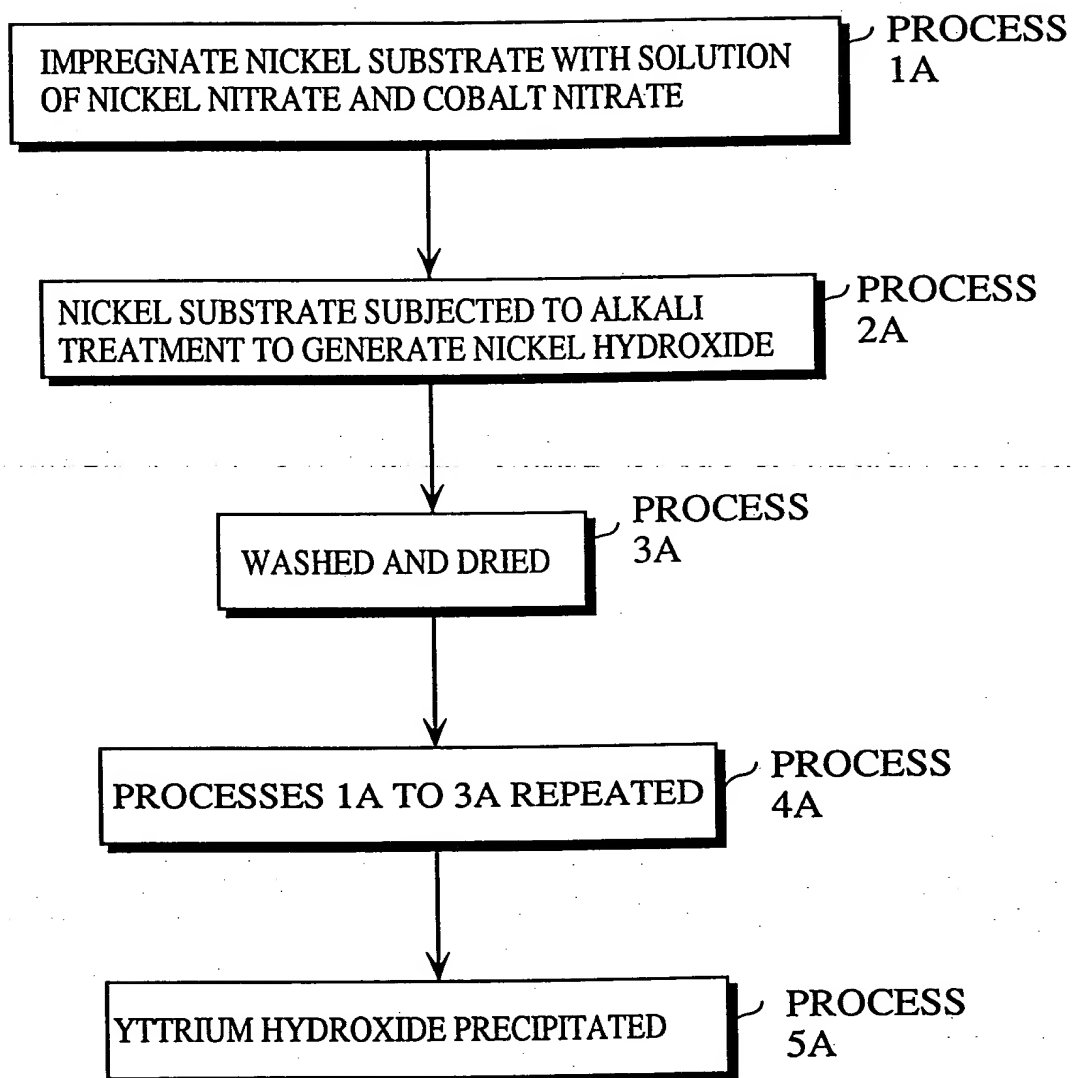 IMPREGNATE NICKEL SUBSTRATE WITH SOLUTION
OF NICKEL NITRATE AND COBALT NITRATE
PROCESS
1A
NICKEL SUBSTRATE SUBJECTED TO ALKALI
TREATMENT TO GENERATE NICKEL HYDROXIDE
PROCESS
2A
WASHED AND DRIED
PROCESS
3A
PROCESSES 1A TO 3A REPEATED
PROCESS
4A
YTTRIUM HYDROXIDE PRECIPITATED
PROCESS
5A